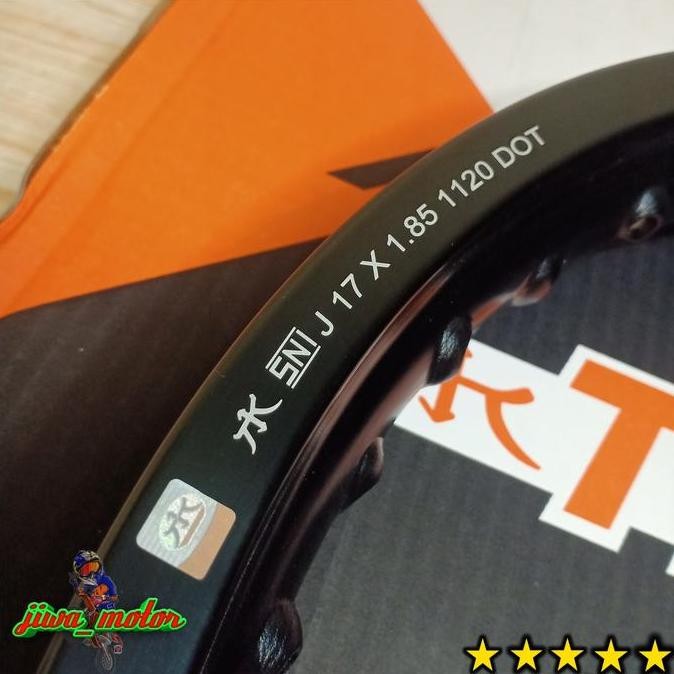 SNI J 17 X 1.85 1120 DOT
T
jiwa_motor